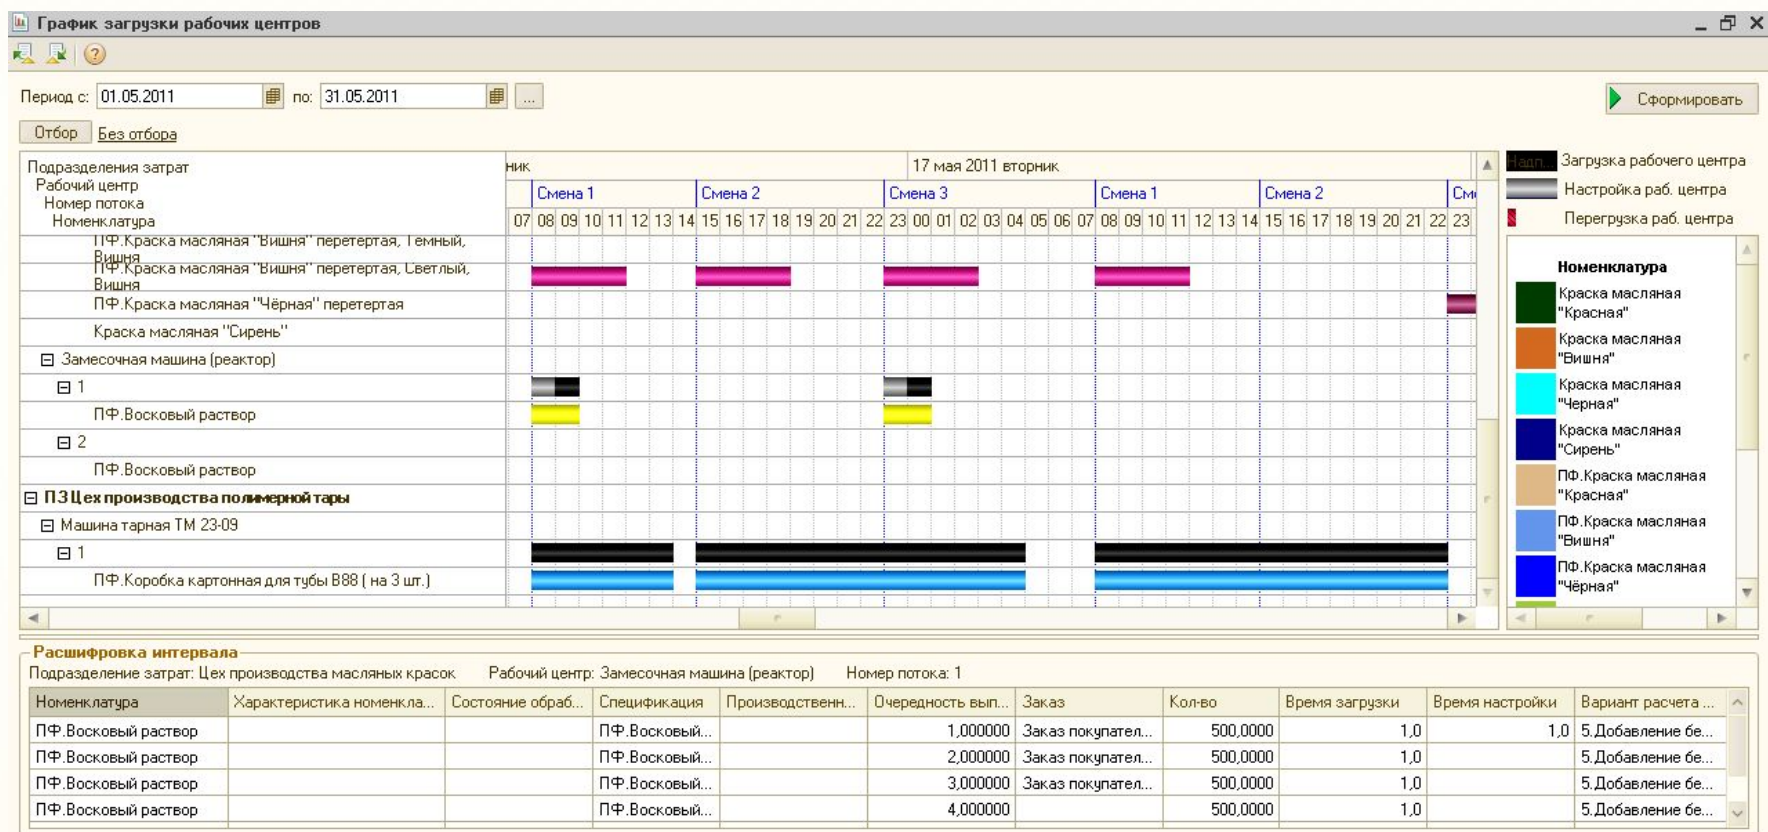 График загрузки рабочих центров
Период с: 01.05.2011 по: 31.05.2011 ...
Сформировать
Отбор Без отбора
Подразделения затрат
Рабочий центр
Номер потока
Номенклатура
ник 17 мая 2011 вторник
Смена 1 Смена 2 Смена 3 Смена 1 Смена 2 Сме
07 08 09 10 11 12 13 14 15 16 17 18 19 20 21 22 23 00 01 02 03 04 05 06 07 08 09 10 11 12 13 14 15 16 17 18 19 20 21 22 23
ПФ.Краска масляная "Вишня" перетертая, Темный,
Вишня
ПФ.Краска масляная "Вишня" перетертая, Светлый,
Вишня
ПФ.Краска масляная "Чёрная" перетертая
Краска масляная "Сирень"
Замесочная машина (реактор)
1
ПФ.Восковый раствор
2
ПФ.Восковый раствор
ПЗ Цех производства полимерной тары
Машина тарная ТМ 23-09
1
ПФ.Коробка картонная для тубы В88 ( на 3 шт.)
Надп... Загрузка рабочего центра
Настройка раб. центра
Перегрузка раб. центра
Номенклатура
Краска масляная
"Красная"
Краска масляная
"Вишня"
Краска масляная
"Черная"
Краска масляная
"Сирень"
ПФ.Краска масляная
"Красная"
ПФ.Краска масляная
"Вишня"
ПФ.Краска масляная
"Чёрная"
Расшифровка интервала
Подразделение затрат: Цех производства масляных красок Рабочий центр: Замесочная машина (реактор) Номер потока: 1
Номенклатура Характеристика номенкла... Состояние обраб... Спецификация Производственн... Очередность вып... Заказ Кол-во Время загрузки Время настройки Вариант расчета ...
ПФ.Восковый раствор ПФ.Восковый... 1,000000 Заказ покупател... 500,0000 1,0 1,0 5.Добавление бе...
ПФ.Восковый раствор ПФ.Восковый... 2,000000 Заказ покупател... 500,0000 1,0 5.Добавление бе...
ПФ.Восковый раствор ПФ.Восковый... 3,000000 Заказ покупател... 500,0000 1,0 5.Добавление бе...
ПФ.Восковый раствор ПФ.Восковый... 4,000000 500,0000 1,0 5.Добавление бе...